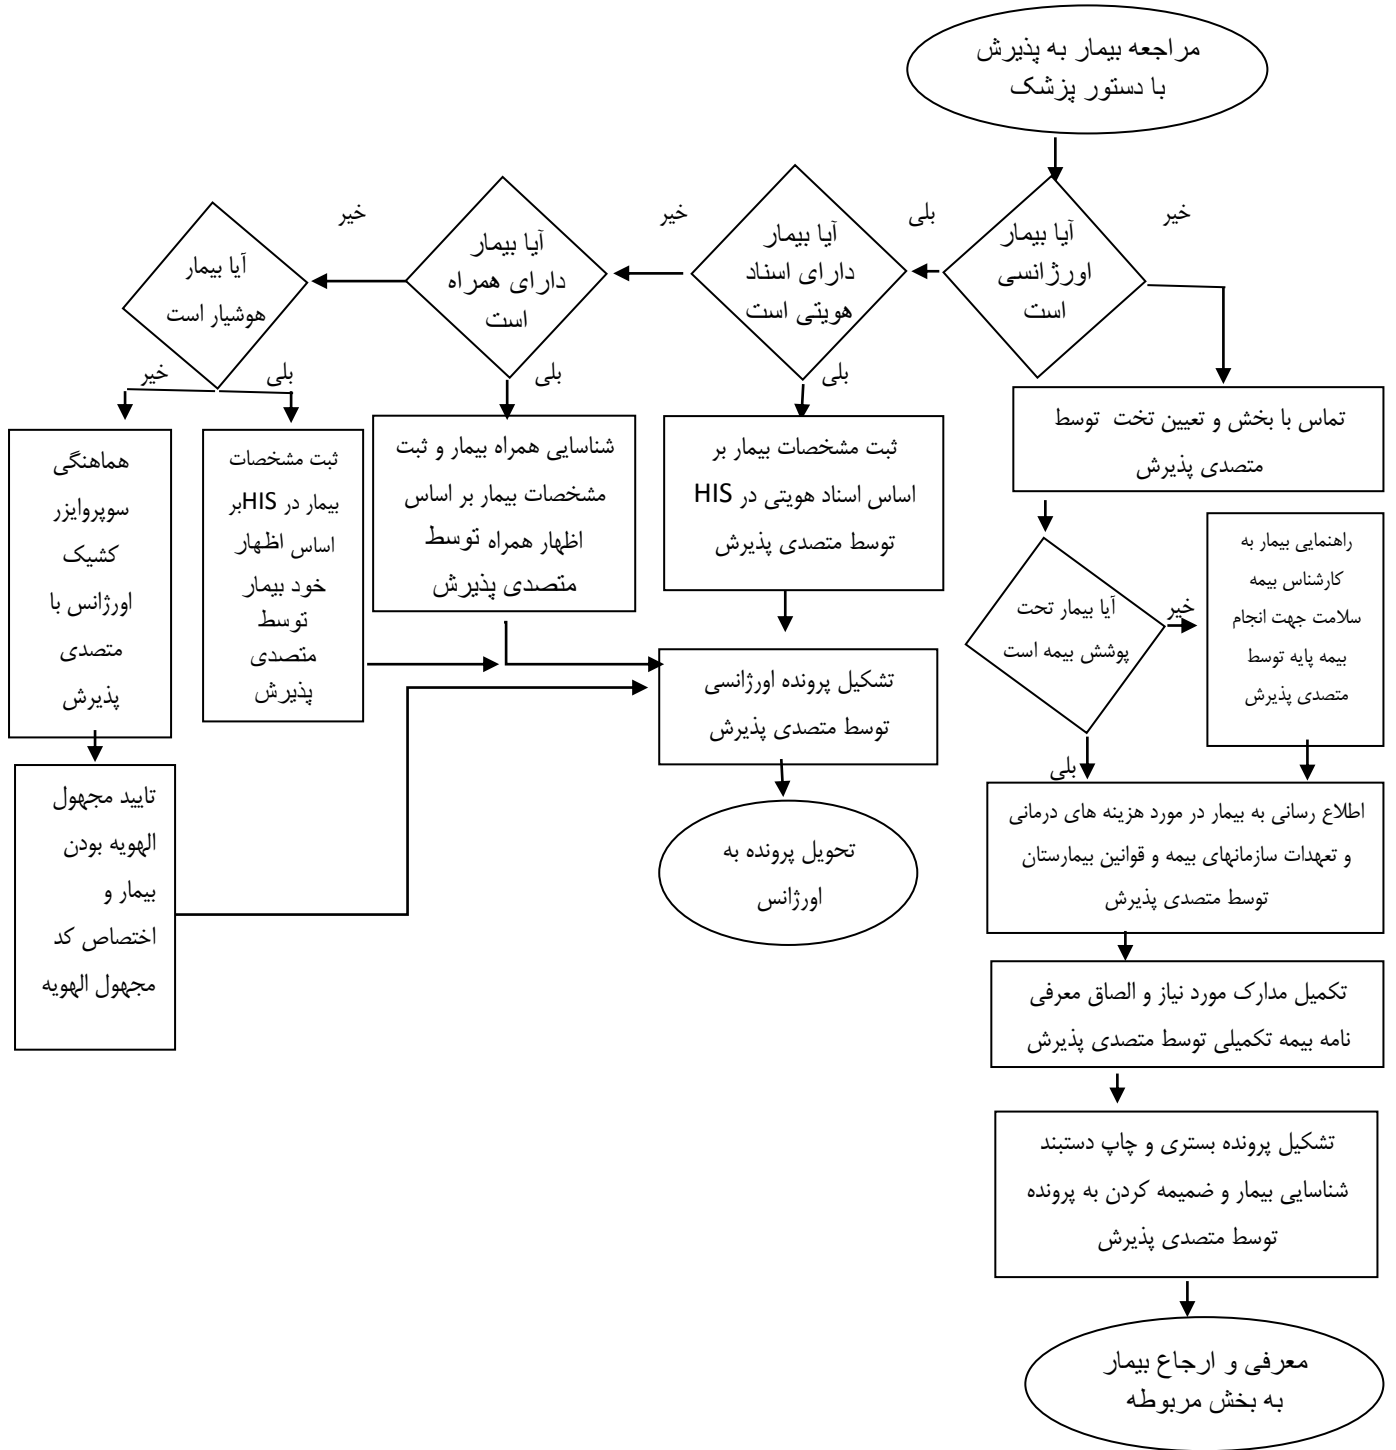 مراجعه بیمار به پذیرش
با دستور پزشک
خیر
بلی
خیر
خیر
آیا بیمار
اورژانسی
است
آیا بیمار
دارای اسناد
هویتی است
آیا بیمار
دارای همراه
است
آیا بیمار
هوشیار است
بلی
بلی
بلی
خیر
تماس با بخش و تعیین تخت توسط
متصدی پذیرش
ثبت مشخصات بیمار بر
اساس اسناد هویتی در HIS
توسط متصدی پذیرش
شناسایی همراه بیمار و ثبت
مشخصات بیمار بر اساس
اظهار همراه توسط
متصدی پذیرش
ثبت مشخصات
بیمار در HISبر
اساس اظهار
خود بیمار
توسط
متصدی
پذیرش
هماهنگی
سوپروایزر
کشیک
اورژانس با
متصدی
پذیرش
راهنمایی بیمار به
کارشناس بیمه
سلامت جهت انجام
بیمه پایه توسط
متصدی پذیرش
خیر
آیا بیمار تحت
پوشش بیمه است
بلی
تشکیل پرونده اورژانسی
توسط متصدی پذیرش
تایید مجهول
الهویه بودن
بیمار و
اختصاص کد
مجهول الهویه
تحویل پرونده به
اورژانس
اطلاع رسانی به بیمار در مورد هزینه های درمانی
و تعهدات سازمانهای بیمه و قوانین بیمارستان
توسط متصدی پذیرش
تکمیل مدارک مورد نیاز و الصاق معرفی
نامه بیمه تکمیلی توسط متصدی پذیرش
تشکیل پرونده بستری و چاپ دستبند
شناسایی بیمار و ضمیمه کردن به پرونده
توسط متصدی پذیرش
معرفی و ارجاع بیمار
به بخش مربوطه